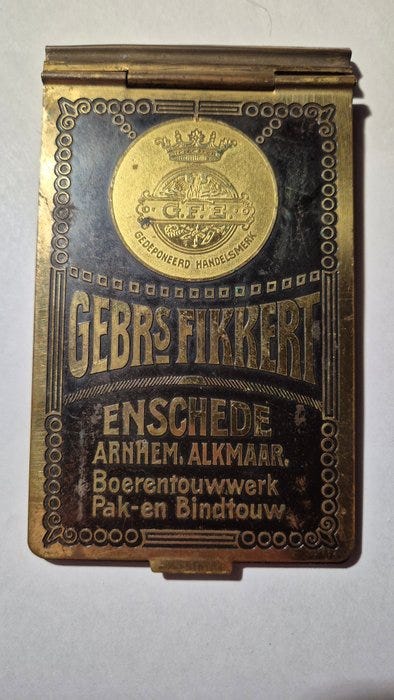 G.F.E.
GEDEPONEERD HANDELSMERK
GEBRS FIKKERT
ENSCHEDE
ARNHEM. ALKMAAR.
Boerentouwwerk
Pak-en Bindtouw